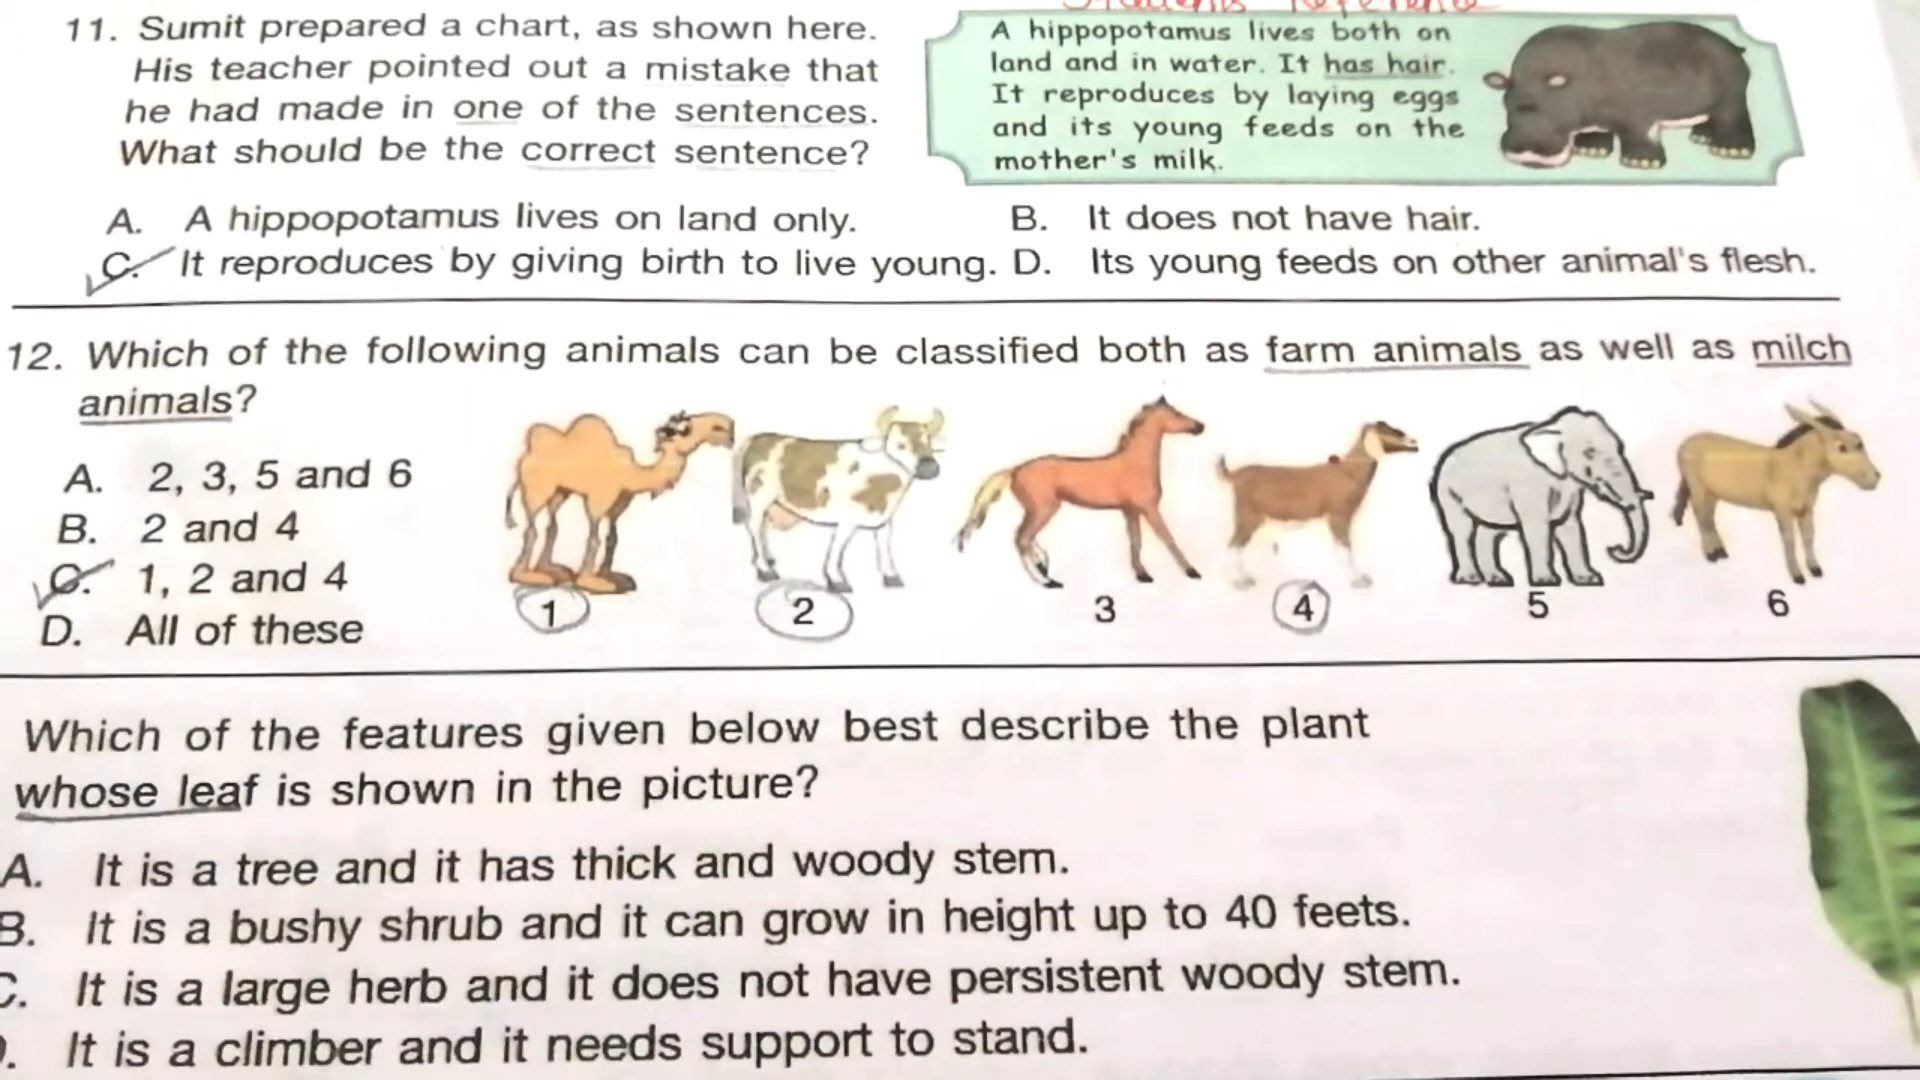 11. Sumit prepared a chart, as shown here.
His teacher pointed out a mistake that
he had made in one of the sentences.
What should be the correct sentence?
A hippopotamus lives both on
land and in water. It has hair.
It reproduces by laying eggs
and its young feeds on the
mother's milk.
A. A hippopotamus lives on land only.
B. It does not have hair.
C. It reproduces by giving birth to live young.
D. Its young feeds on other animal's flesh.
12. Which of the following animals can be classified both as farm animals as well as milch
animals?
A. 2, 3, 5 and 6
B. 2 and 4
C. 1, 2 and 4
D. All of these
1 2 3 4 5 6
Which of the features given below best describe the plant
whose leaf is shown in the picture?
A. It is a tree and it has thick and woody stem.
B. It is a bushy shrub and it can grow in height up to 40 feets.
C. It is a large herb and it does not have persistent woody stem.
. It is a climber and it needs support to stand.